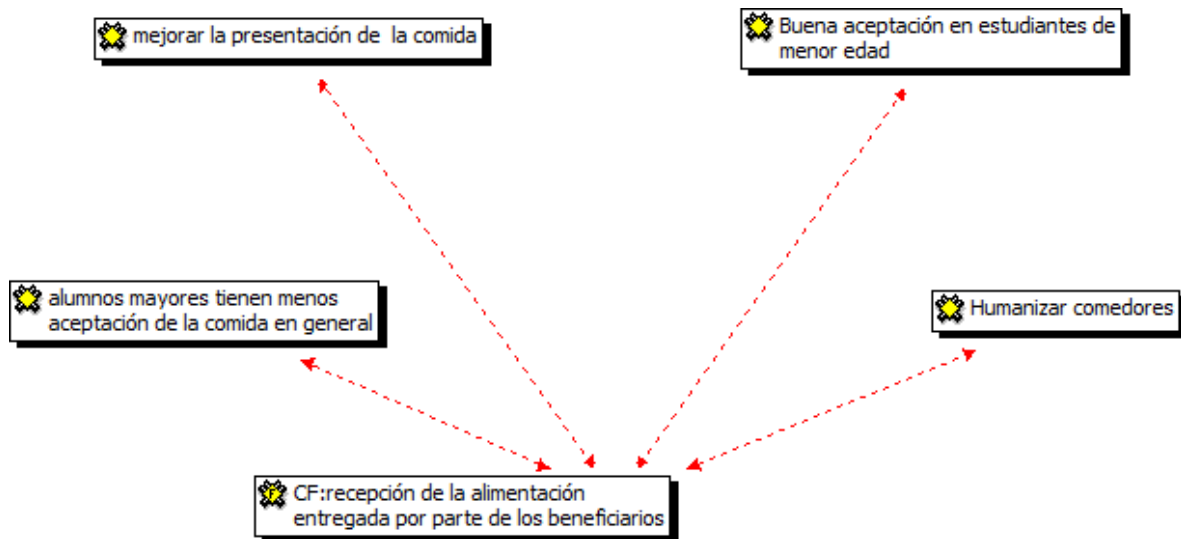 mejorar la presentación de la comida
Buena aceptación en estudiantes de
menor edad
alumnos mayores tienen menos
aceptación de la comida en general
Humanizar comedores
CF:recepción de la alimentación
entregada por parte de los beneficiarios